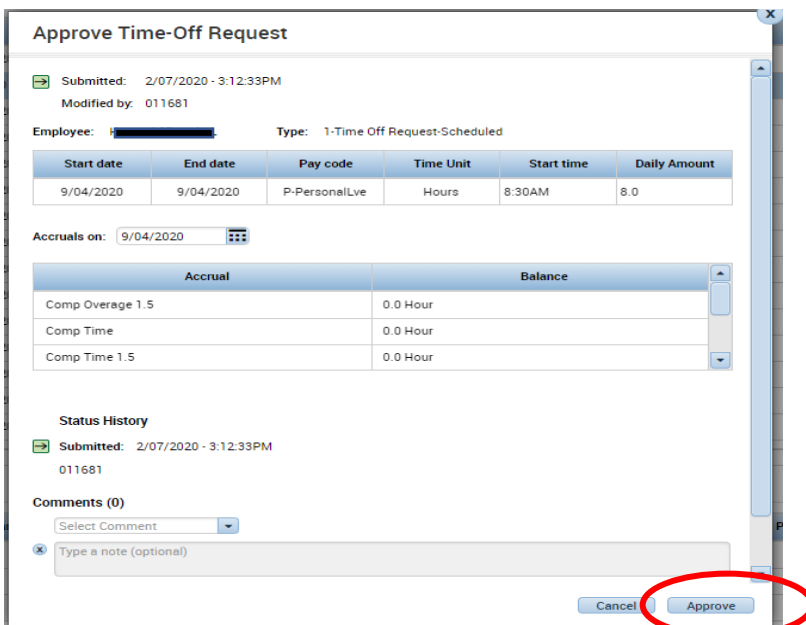 x
Approve Time-Off Request
Submitted: 2/07/2020 - 3:12:33PM
Modified by: 011681
Employee: Type: 1-Time Off Request-Scheduled
Start date End date Pay code Time Unit Start time Daily Amount
9/04/2020 9/04/2020 P-PersonalLve Hours 8:30AM 8.0
Accruals on: 9/04/2020
Accrual Balance
Comp Overage 1.5 0.0 Hour
Comp Time 0.0 Hour
Comp Time 1.5 0.0 Hour
Status History
Submitted: 2/07/2020 - 3:12:33PM
011681
Comments (0)
Select Comment
x Type a note (optional)
Cancel Approve